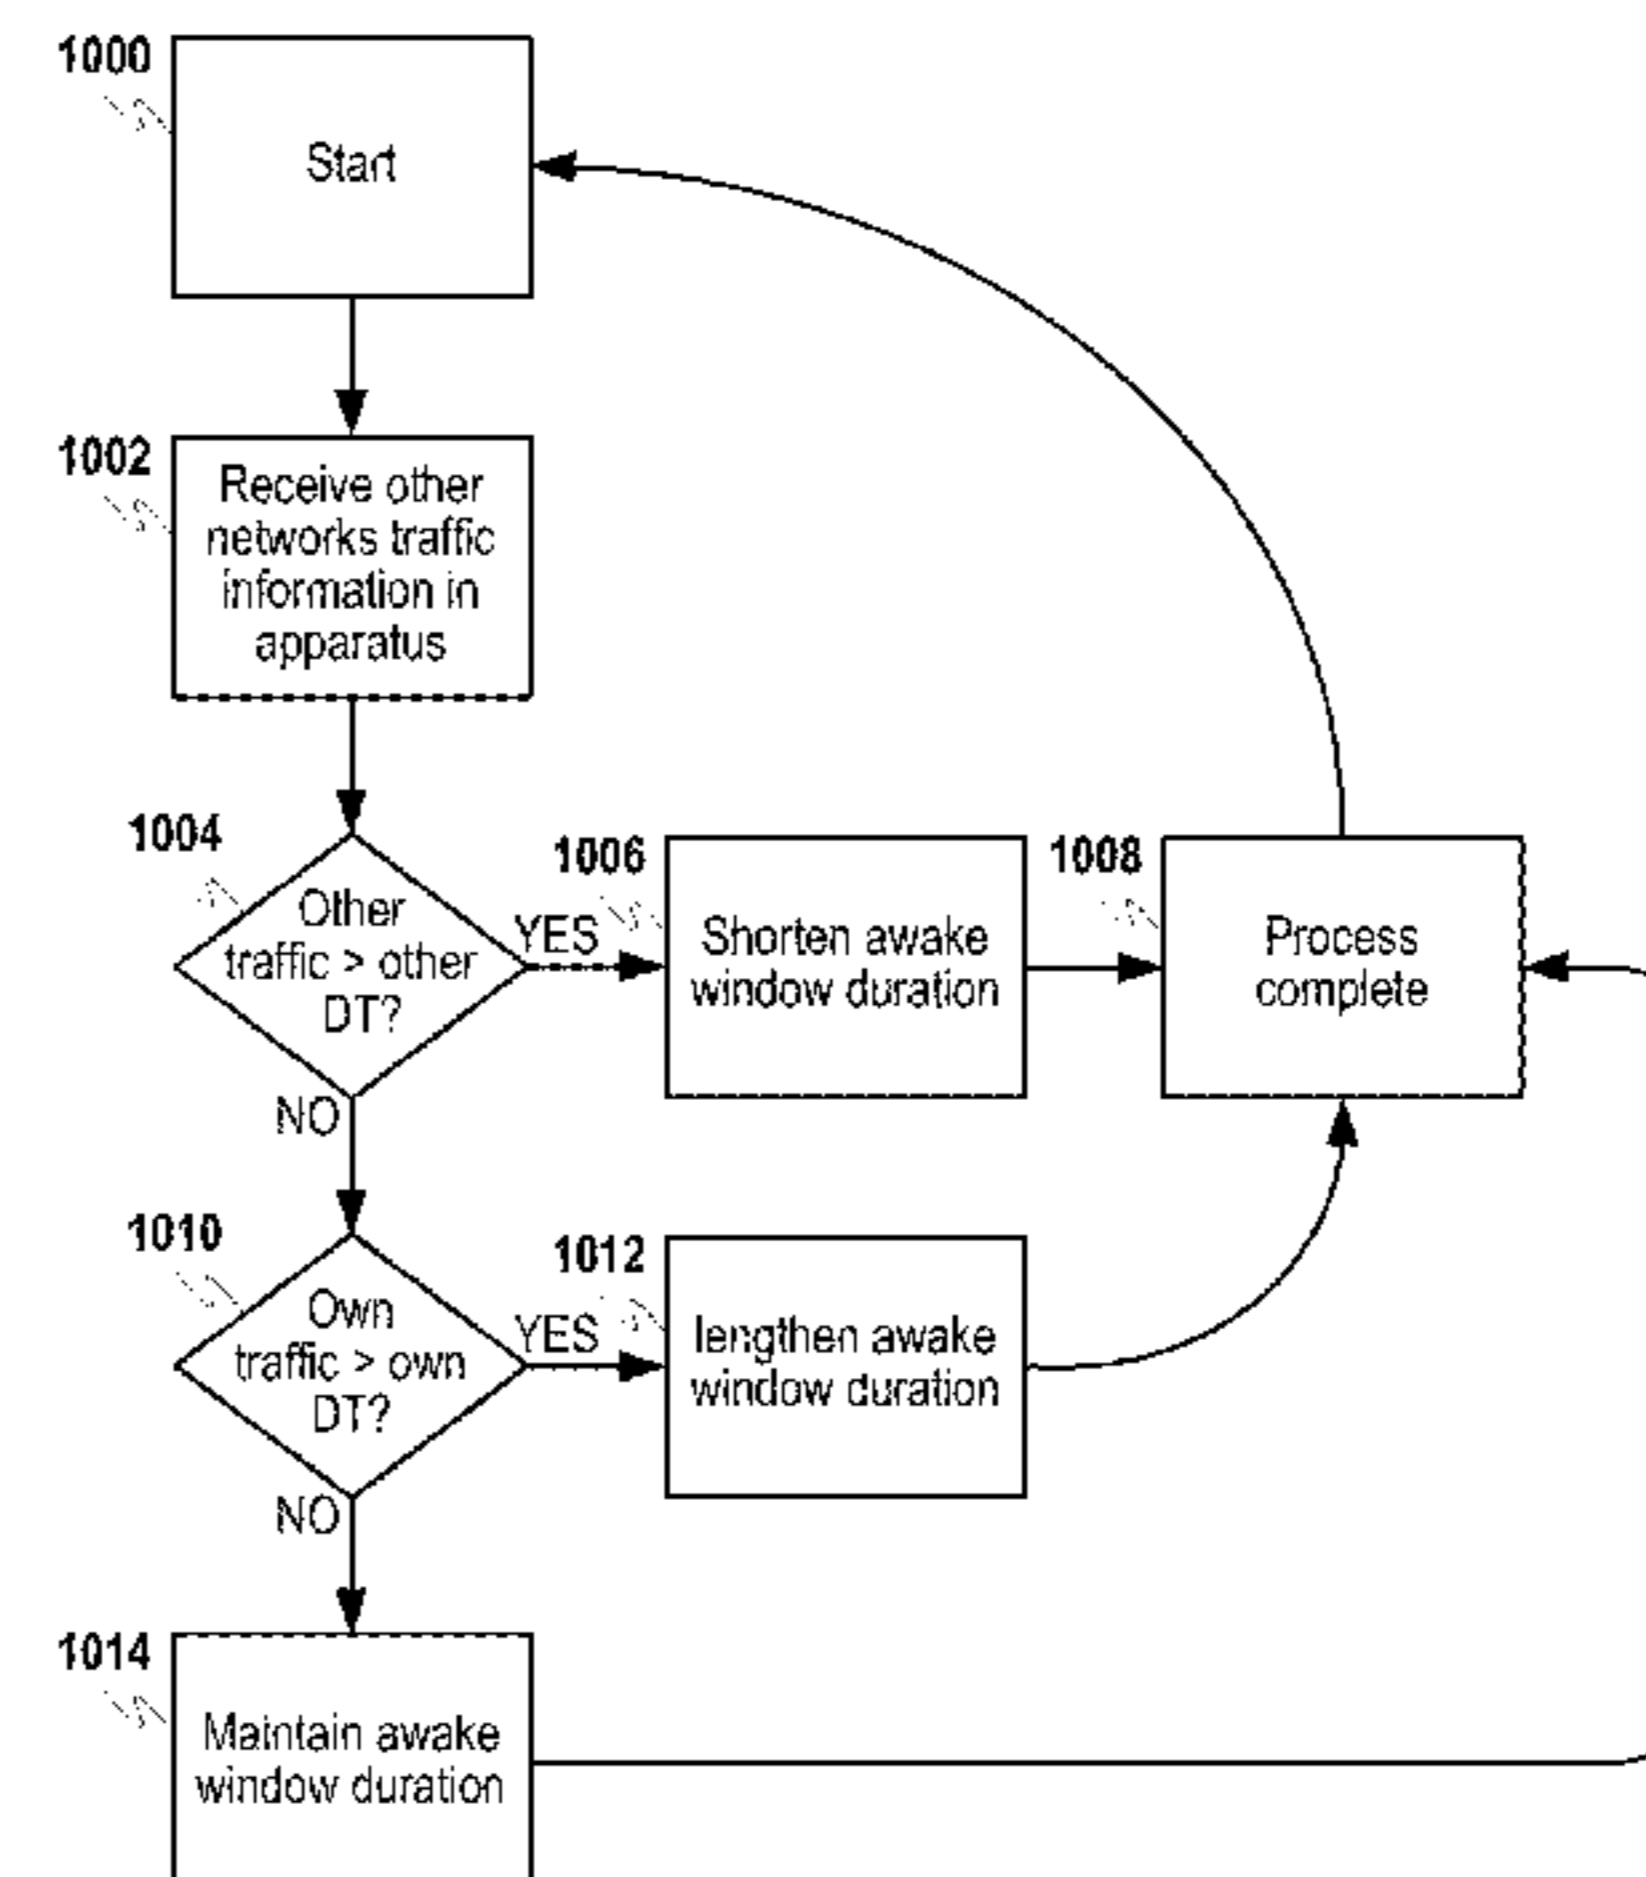 1000
Start
1002
Receive other
networks traffic
information in
apparatus
1004
Other
traffic > other
DT?
YES
NO
1006
Shorten awake
window duration
1008
Process
complete
1010
Own
traffic > own
DT?
YES
NO
1012
lengthen awake
window duration
1014
Maintain awake
window duration